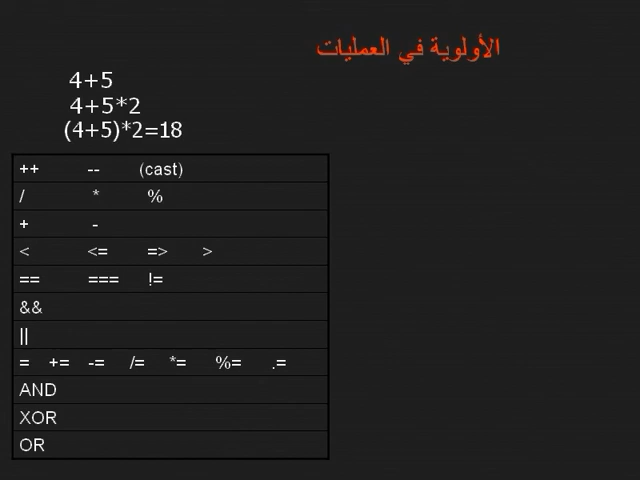 الأولوية في العمليات
4+5
4+5*2
(4+5)*2=18
++ -- (cast)
/ * %
+ -
< <= => >
== === !=
&&
||
= += -= /= *= %= .=
AND
XOR
OR